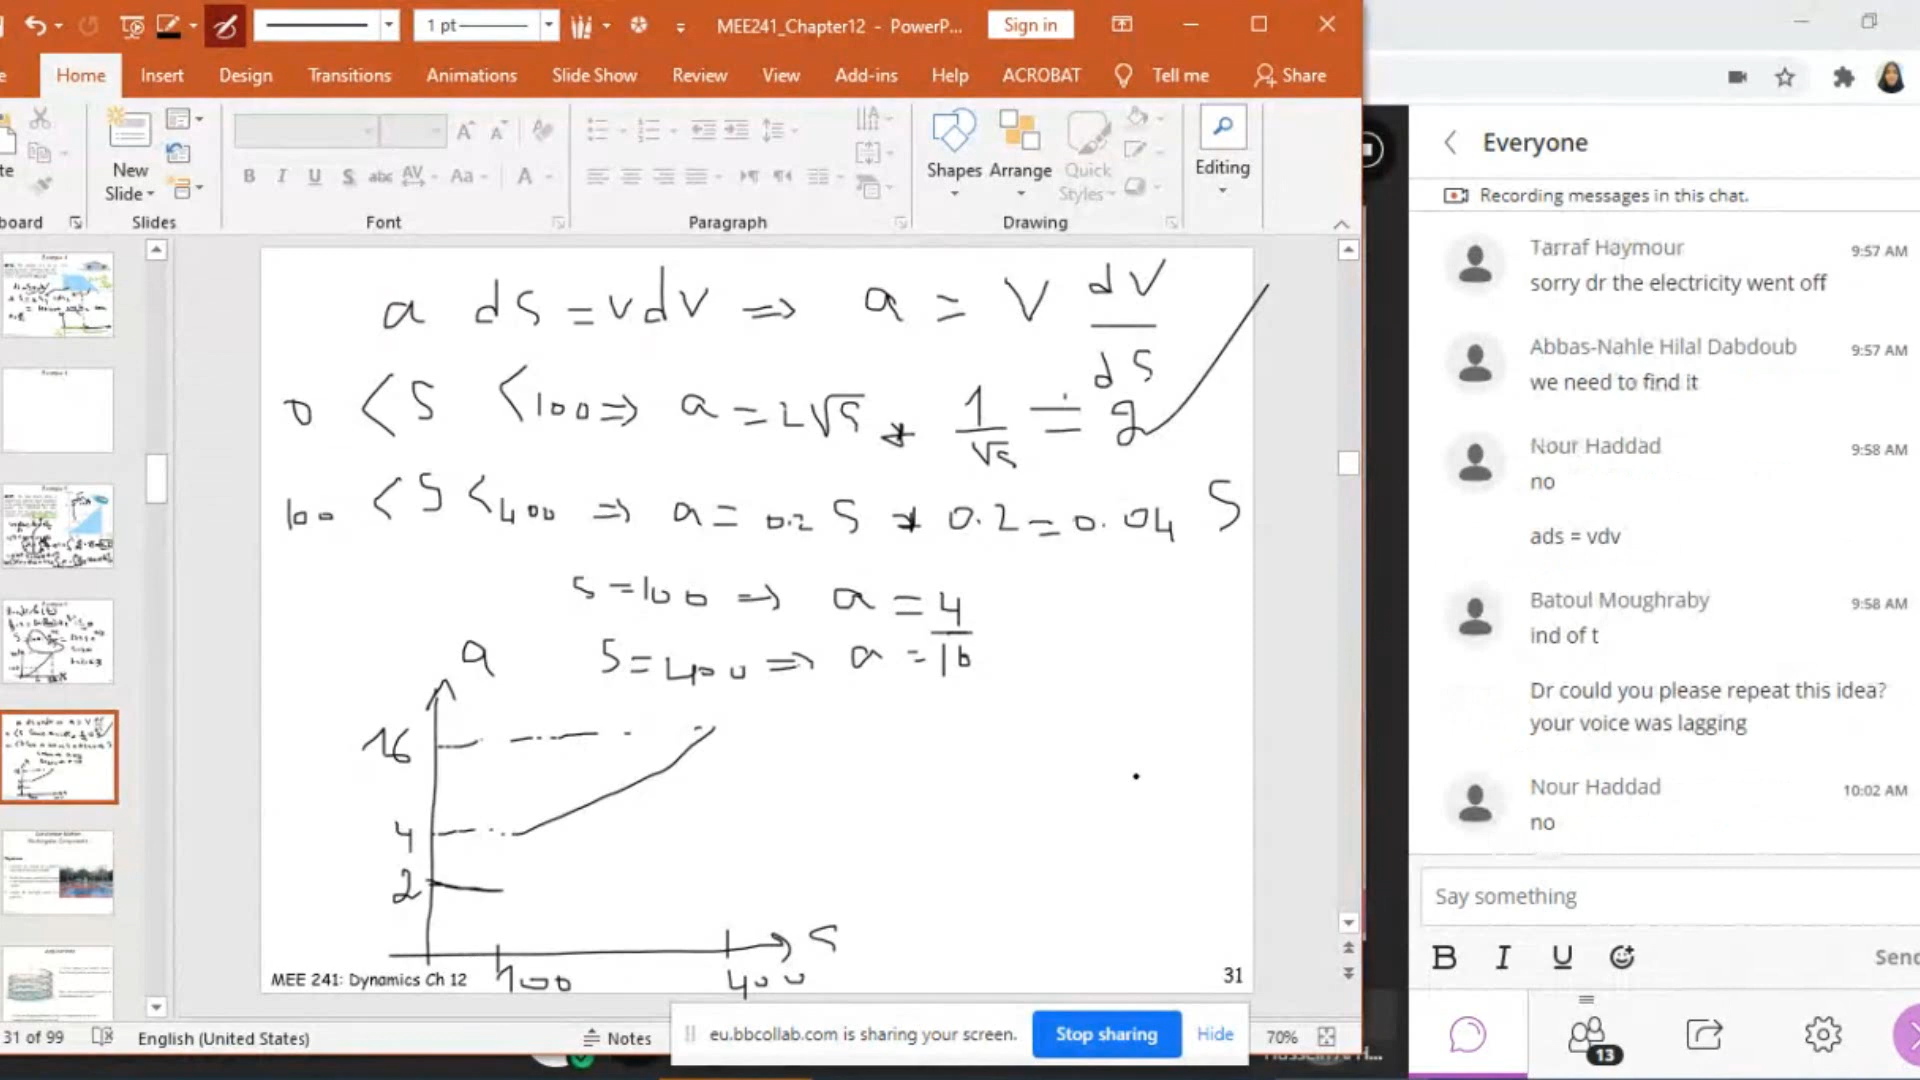 1 pt
MEE241_Chapter12 - PowerP...
Sign in
Home
Insert
Design
Transitions
Animations
Slide Show
Review
View
Add-ins
Help
ACROBAT
Tell me
Share
New
Slide
Slides
Font
B I U S abc AV Aa A
Paragraph
Shapes
Arrange
Quick
Styles
Drawing
Editing
a ds = v dv ⇒ a = V dV/ds
0 < S < 100 ⇒ a = 2√s * 1/√s = 2
100 < S < 400 ⇒ a = 0.2 S * 0.2 = 0.04 S
s = 100 ⇒ a = 4
S = 400 ⇒ a = 16
a
16
4
2
100
400
S
MEE 241: Dynamics Ch 12
31
31 of 99
English (United States)
Notes
eu.bbcollab.com is sharing your screen.
Stop sharing
Hide
70%
Everyone
Recording messages in this chat.
Tarraf Haymour
9:57 AM
sorry dr the electricity went off
Abbas-Nahle Hilal Dabdoub
9:57 AM
we need to find it
Nour Haddad
9:58 AM
no
ads = vdv
Batoul Moughraby
9:58 AM
ind of t
Dr could you please repeat this idea?
your voice was lagging
Nour Haddad
10:02 AM
no
Say something
B I U
Send
13